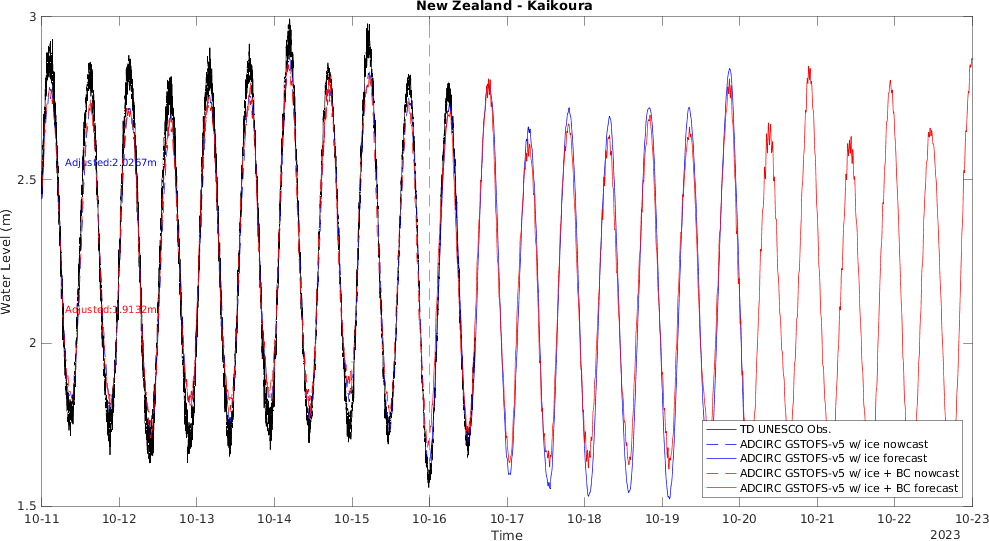 New Zealand - Kaikoura
3
Adjusted:2.0267m
2.5
Water Level (m)
Adjusted:1.9132m
2
TD UNESCO Obs.
ADCIRC GSTOFS-v5 w/ ice nowcast
ADCIRC GSTOFS-v5 w/ ice forecast
ADCIRC GSTOFS-v5 w/ ice + BC nowcast
ADCIRC GSTOFS-v5 w/ ice + BC forecast
1.5
10-11 10-12 10-13 10-14 10-15 10-16 10-17 10-18 10-19 10-20 10-21 10-22 10-23
Time
2023